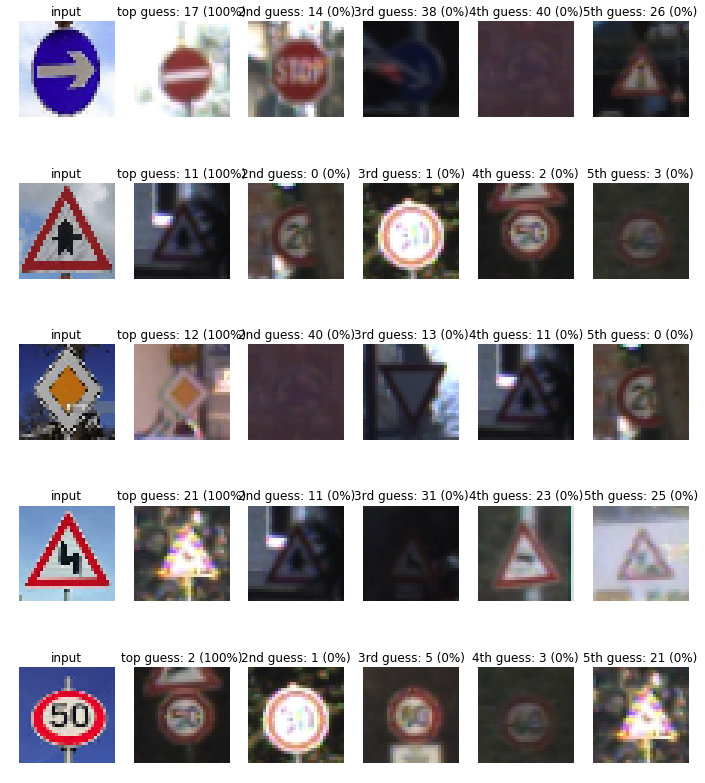 input top guess: 17 (100%) 2nd guess: 14 (0%) 3rd guess: 38 (0%) 4th guess: 40 (0%) 5th guess: 26 (0%)
STOP
input top guess: 11 (100%) 2nd guess: 0 (0%) 3rd guess: 1 (0%) 4th guess: 2 (0%) 5th guess: 3 (0%)
50
input top guess: 12 (100%) 2nd guess: 40 (0%) 3rd guess: 13 (0%) 4th guess: 11 (0%) 5th guess: 0 (0%)
input top guess: 21 (100%) 2nd guess: 11 (0%) 3rd guess: 31 (0%) 4th guess: 23 (0%) 5th guess: 25 (0%)
input top guess: 2 (100%) 2nd guess: 1 (0%) 3rd guess: 5 (0%) 4th guess: 3 (0%) 5th guess: 21 (0%)
50 50